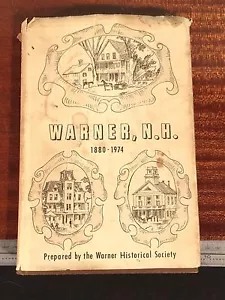 WARNER, N.H.
1880-1974
Prepared by the Warner Historical Society